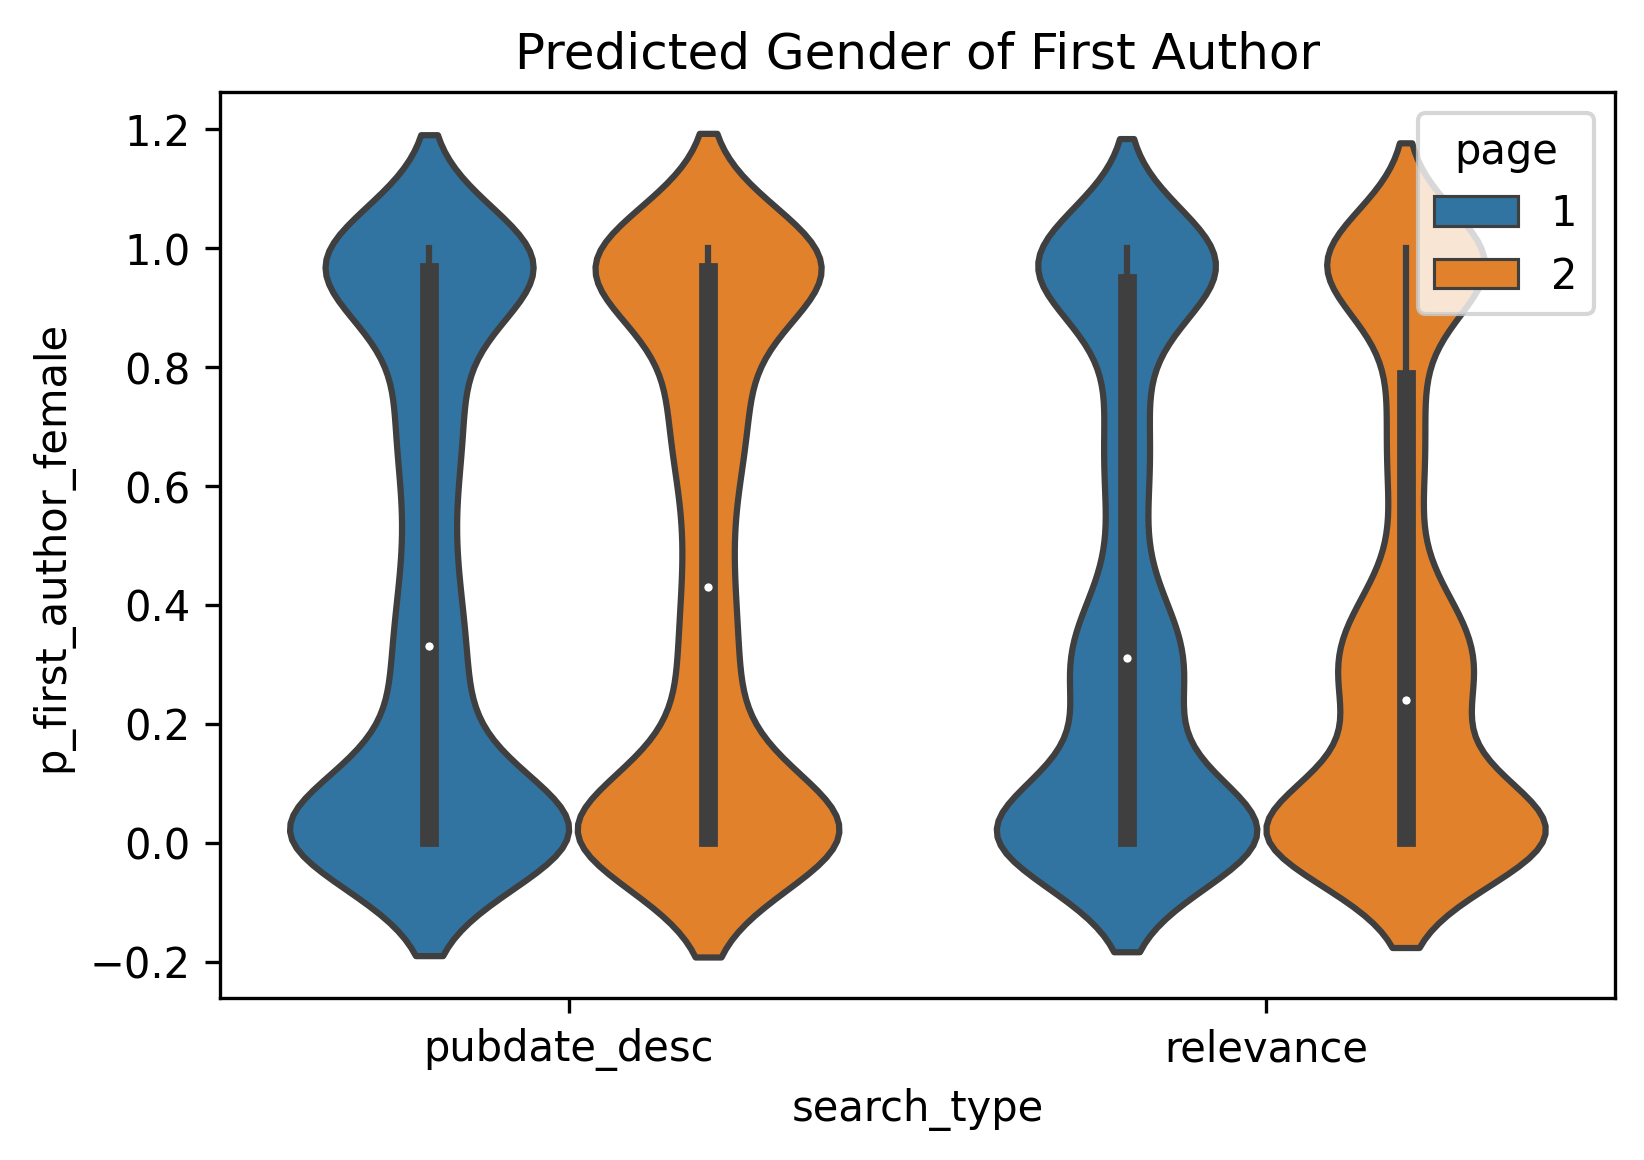 Predicted Gender of First Author
p_first_author_female
1.2
1.0
0.8
0.6
0.4
0.2
0.0
−0.2
page
1
2
pubdate_desc
relevance
search_type